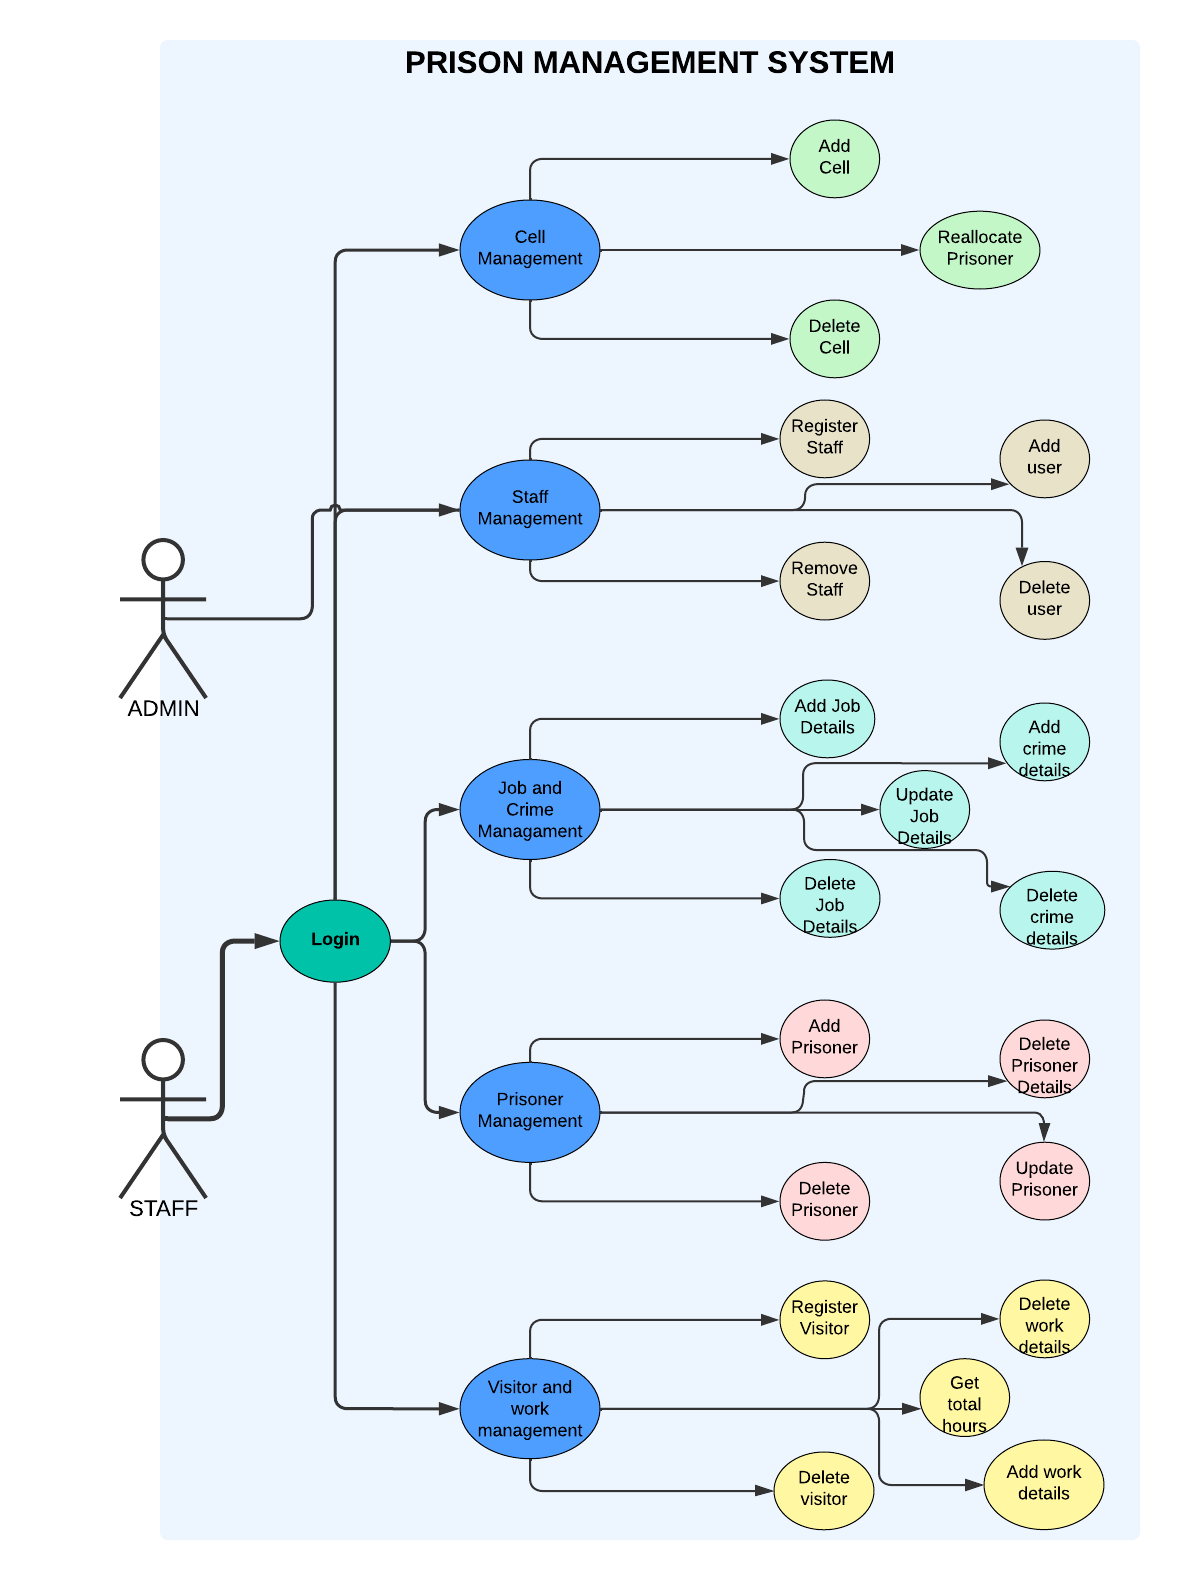 PRISON MANAGEMENT SYSTEM
Add
Cell
Cell
Management
Reallocate
Prisoner
Delete
Cell
Register
Staff
Add
user
Staff
Management
Remove
Staff
Delete
user
ADMIN
Add Job
Details
Add
crime
details
Job and
Crime
Managament
Update
Job
Details
Delete
Job
Details
Delete
crime
details
Login
Add
Prisoner
Delete
Prisoner
Details
Prisoner
Management
Update
Prisoner
Delete
Prisoner
STAFF
Register
Visitor
Delete
work
details
Visitor and
work
management
Get
total
hours
Delete
visitor
Add work
details